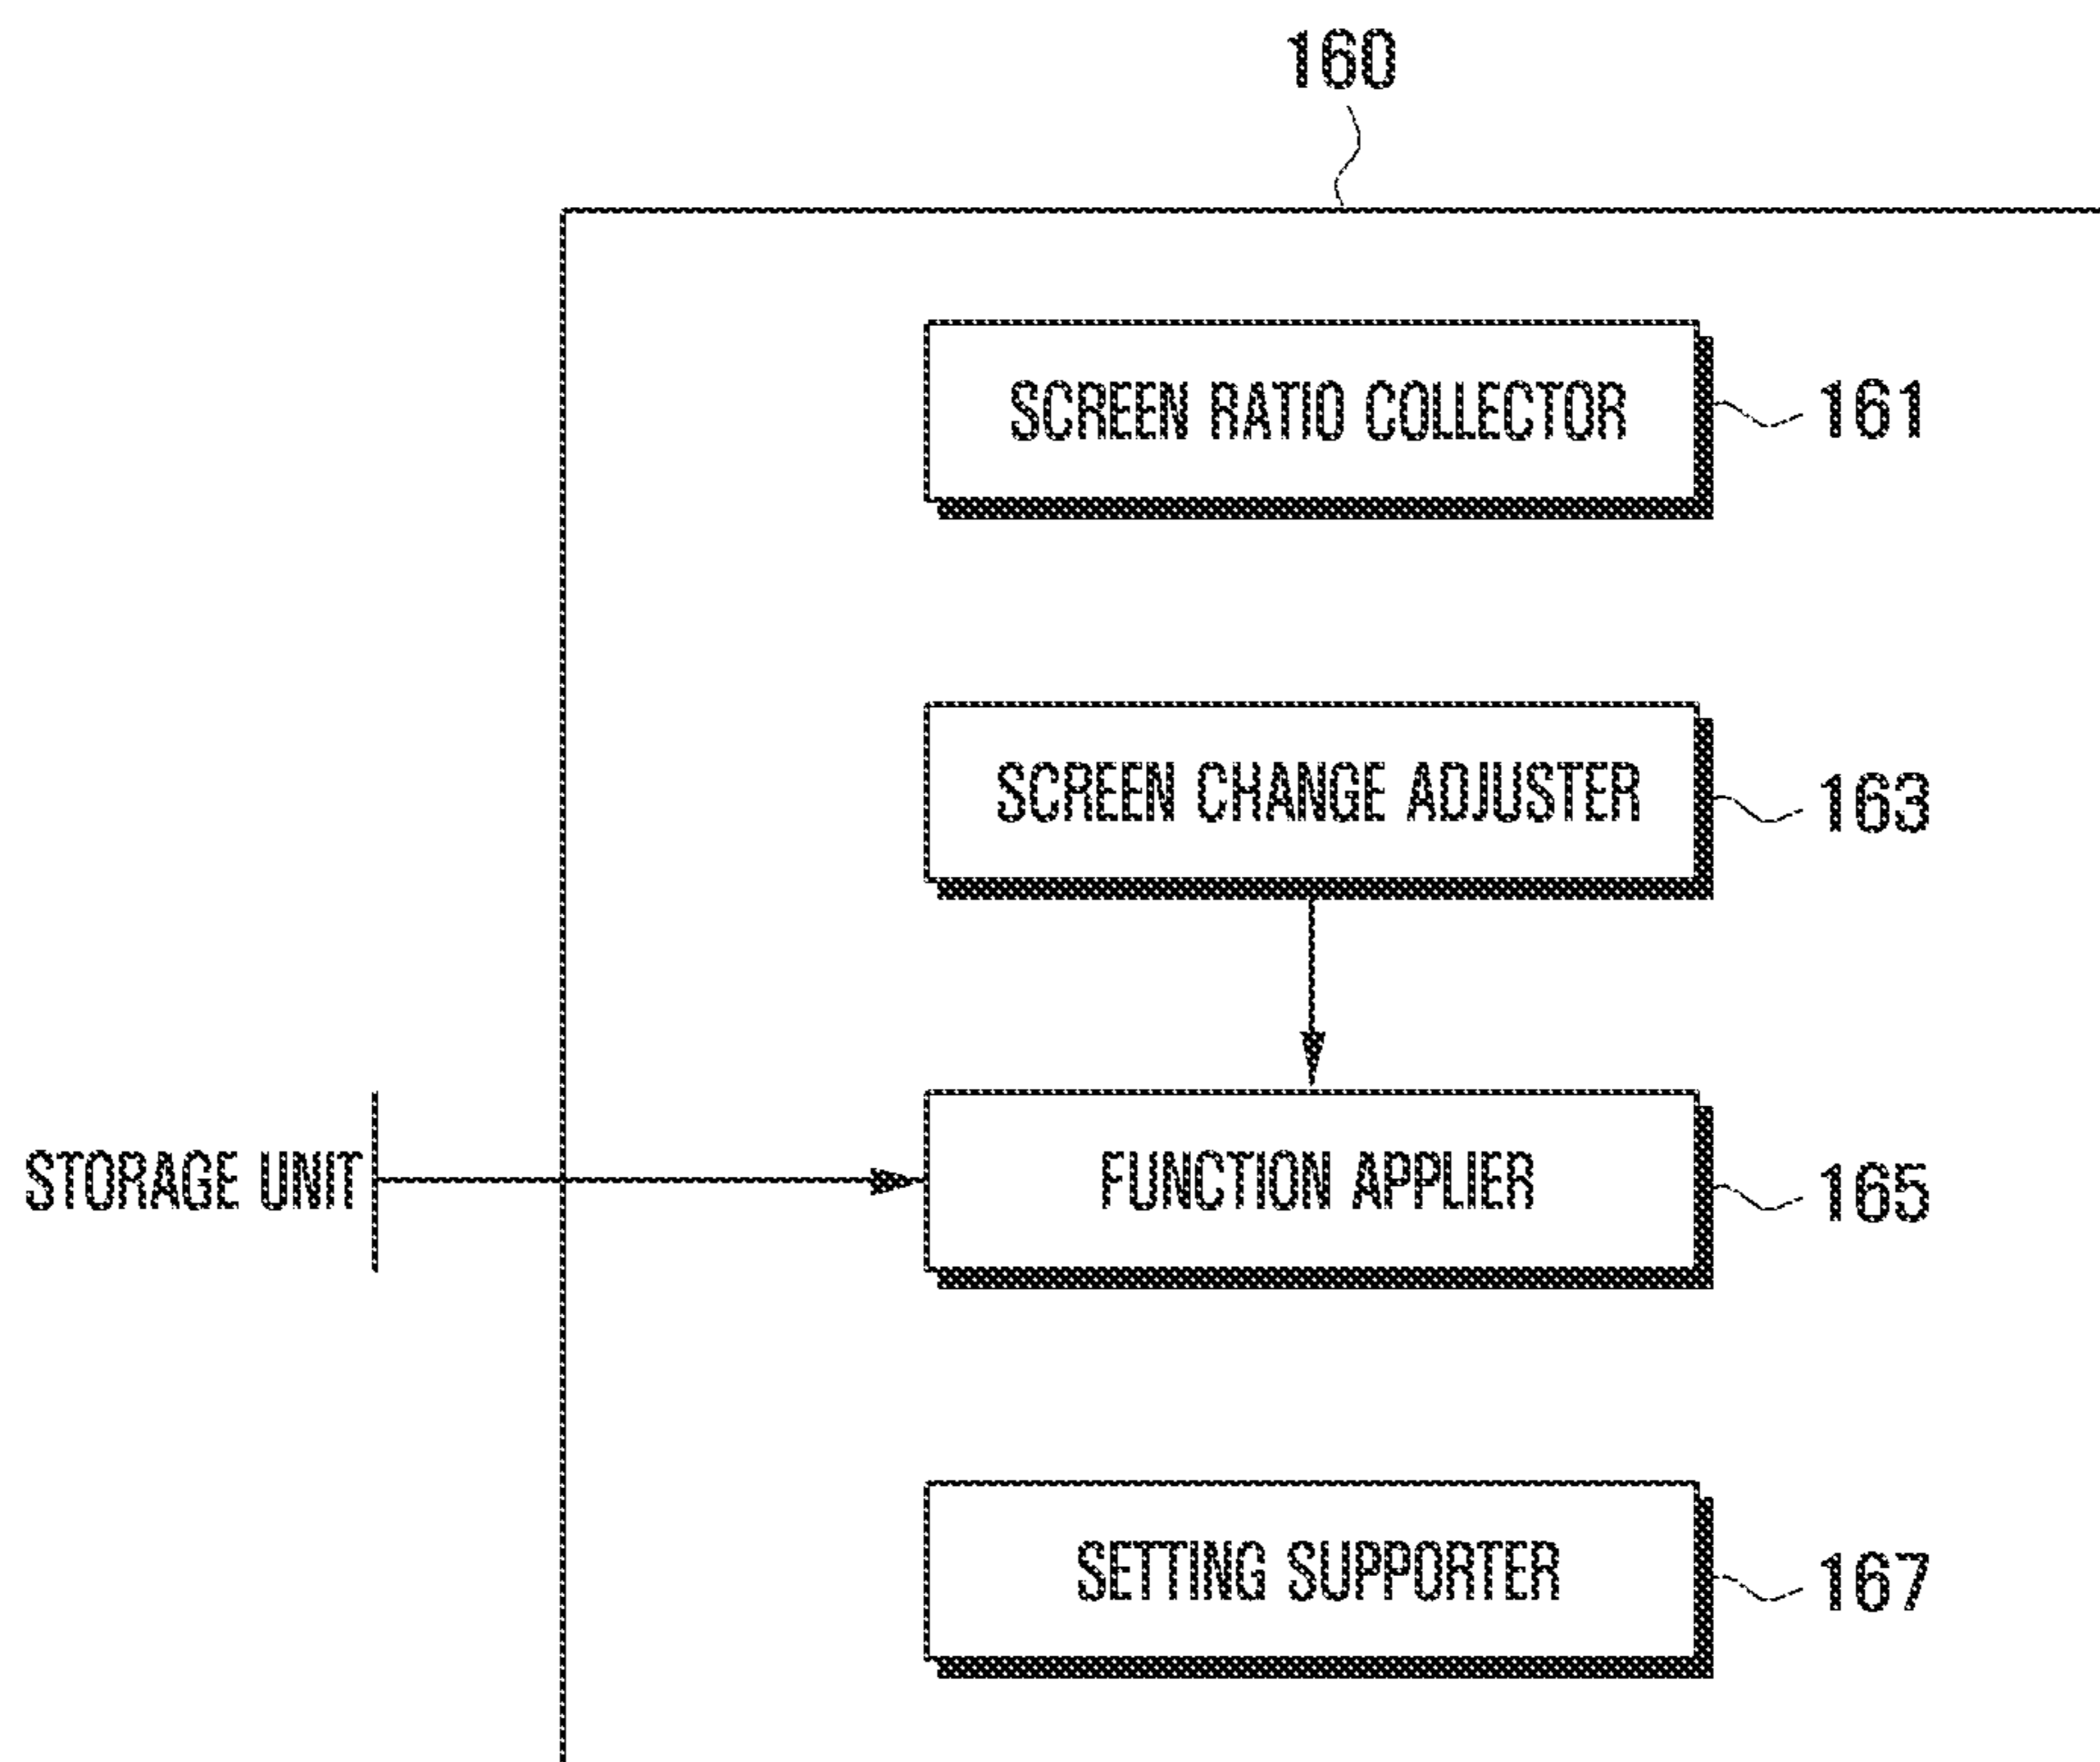 160
SCREEN RATIO COLLECTOR
161
SCREEN CHANGE ADJUSTER
163
STORAGE UNIT
FUNCTION APPLIER
165
SETTING SUPPORTER
167